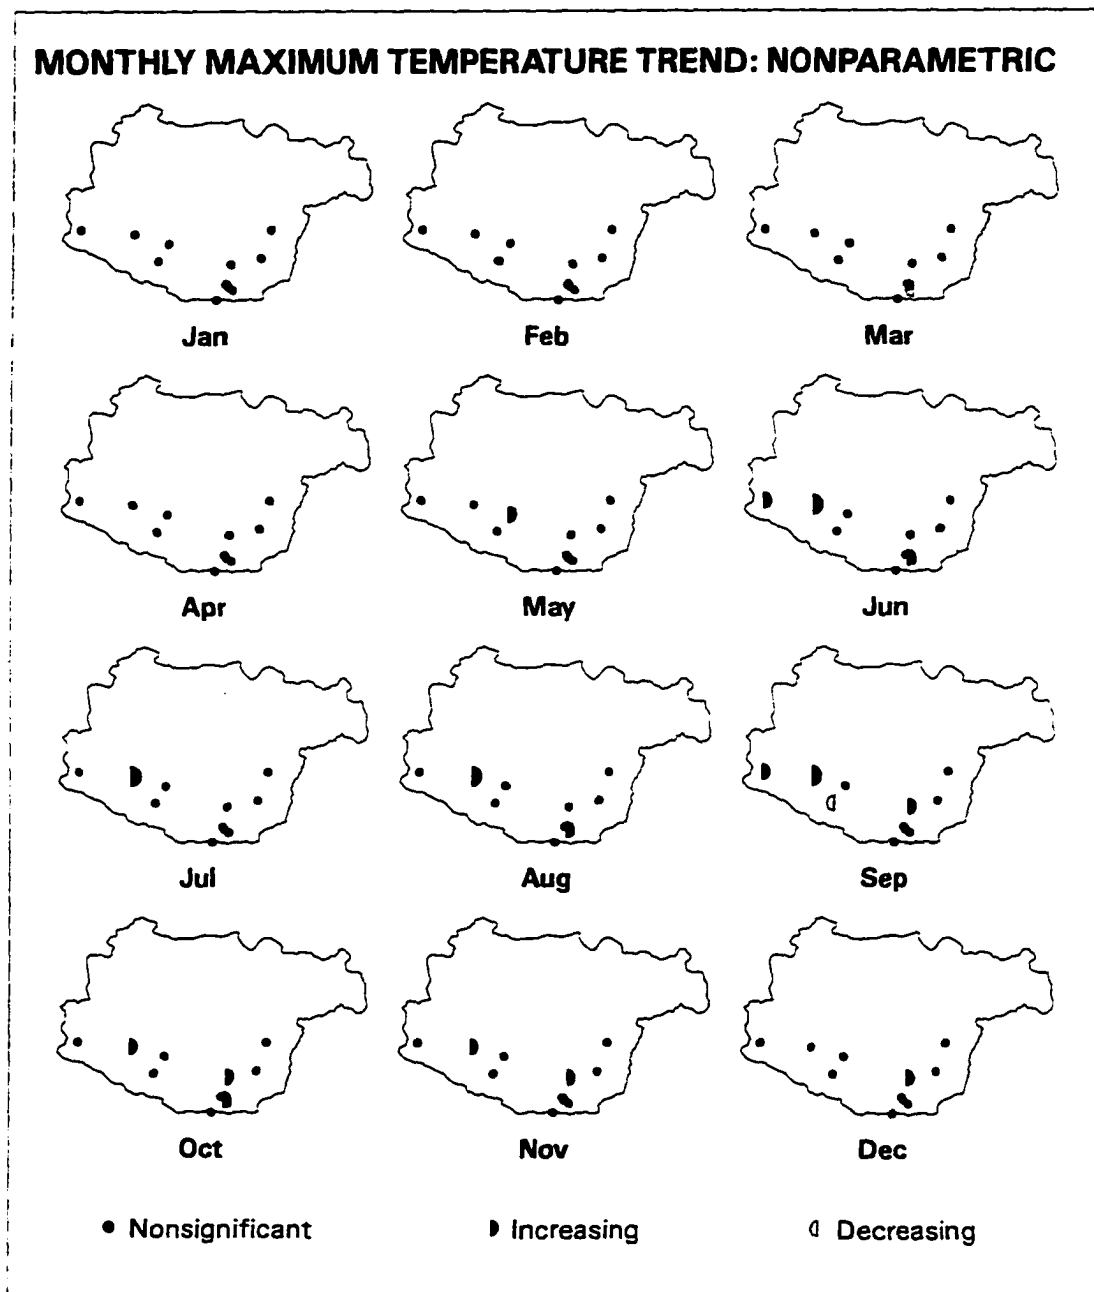 MONTHLY MAXIMUM TEMPERATURE TREND: NONPARAMETRIC
Jan Feb Mar
Apr May Jun
Jul Aug Sep
Oct Nov Dec
Nonsignificant Increasing Decreasing